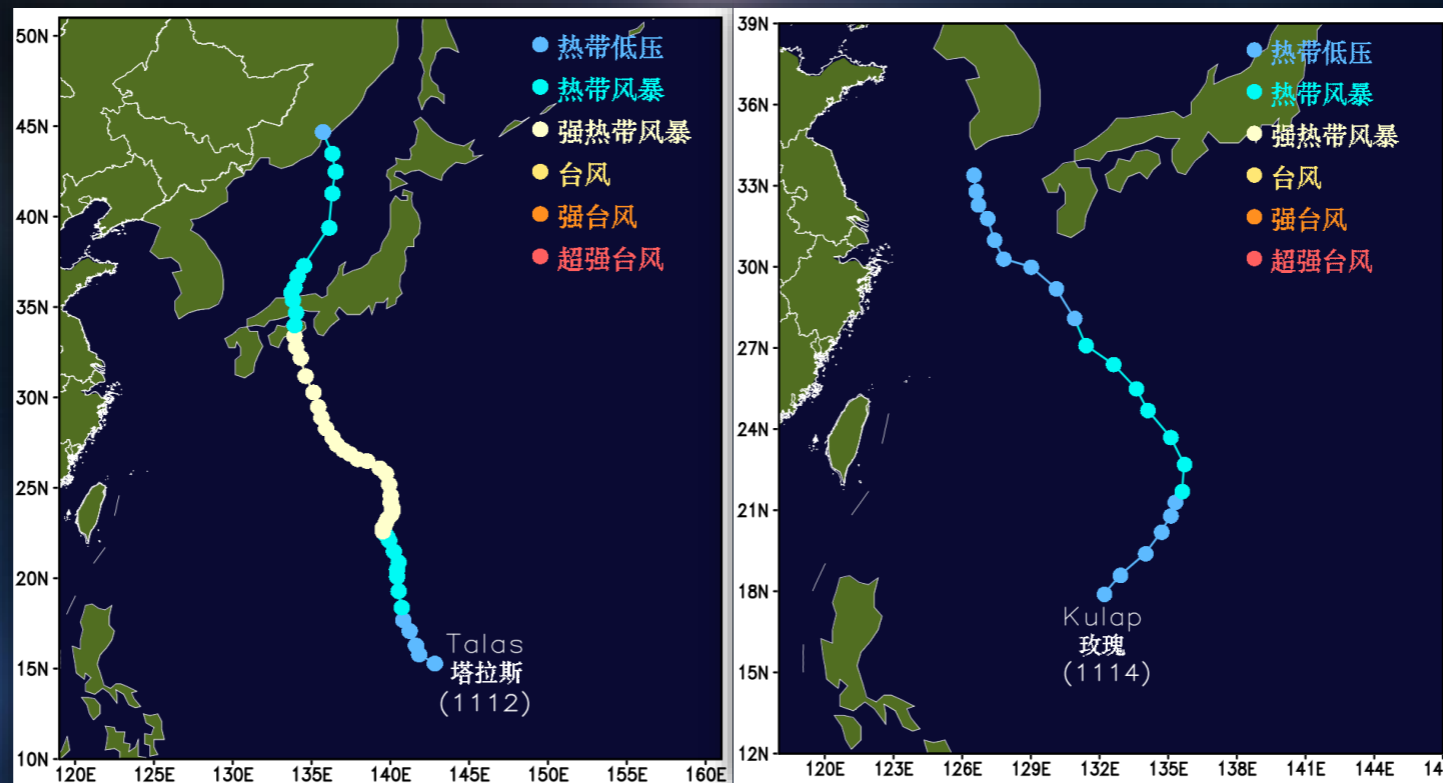 50N
45N
40N
35N
30N
25N
20N
15N
10N
120E 125E 130E 135E 140E 145E 150E 155E 160E
热带低压
热带风暴
强热带风暴
台风
强台风
超强台风
Talas
塔拉斯
(1112)
39N
36N
33N
30N
27N
24N
21N
18N
15N
12N
120E 123E 126E 129E 132E 135E 138E 141E 144E
热带低压
热带风暴
强热带风暴
台风
强台风
超强台风
Kulap
玫瑰
(1114)